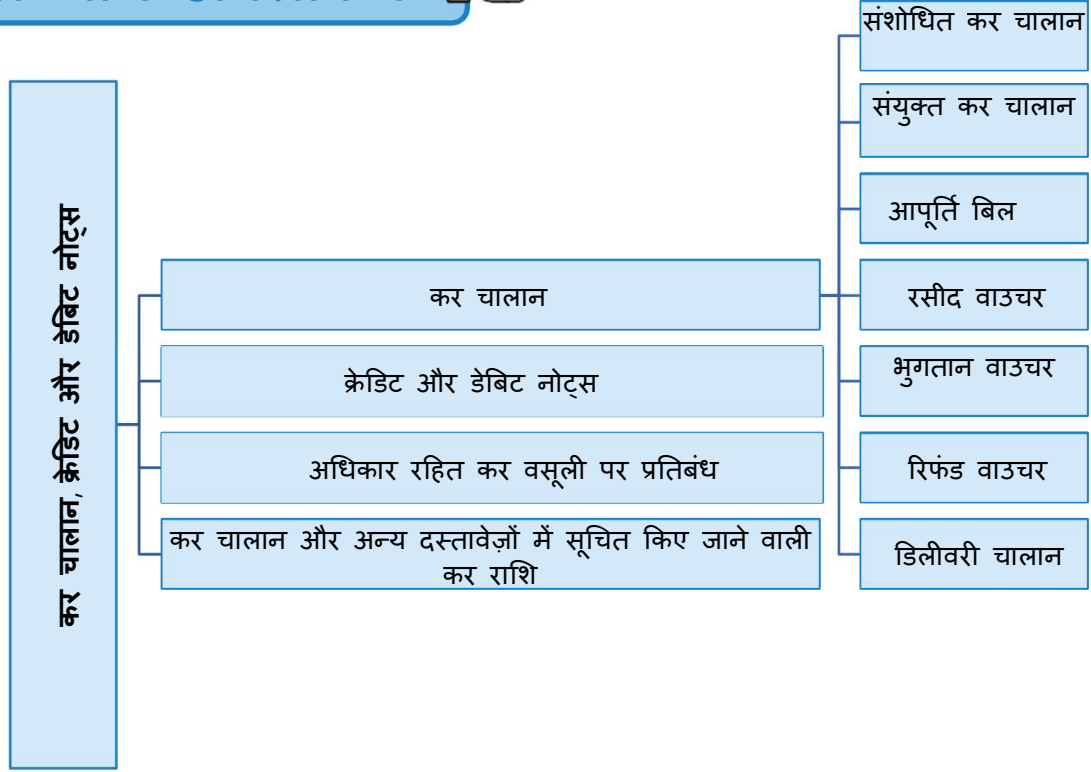 कर चालान, क्रेडिट और डेबिट नोट्स
कर चालान
क्रेडिट और डेबिट नोट्स
अधिकार रहित कर वसूली पर प्रतिबंध
कर चालान और अन्य दस्तावेज़ों में सूचित किए जाने वाली
कर राशि
संशोधित कर चालान
संयुक्त कर चालान
आपूर्ति बिल
रसीद वाउचर
भुगतान वाउचर
रिफंड वाउचर
डिलीवरी चालान